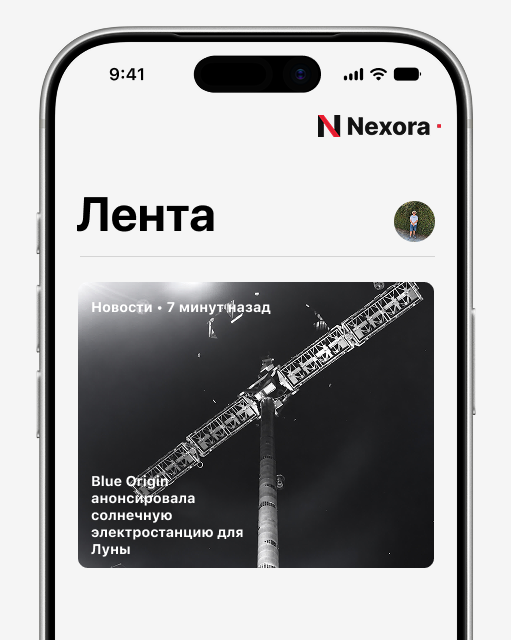 9:41
Nexora
Лента
Новости • 7 минут назад
Blue Origin
анонсировала
солнечную
электростанцию для
Луны